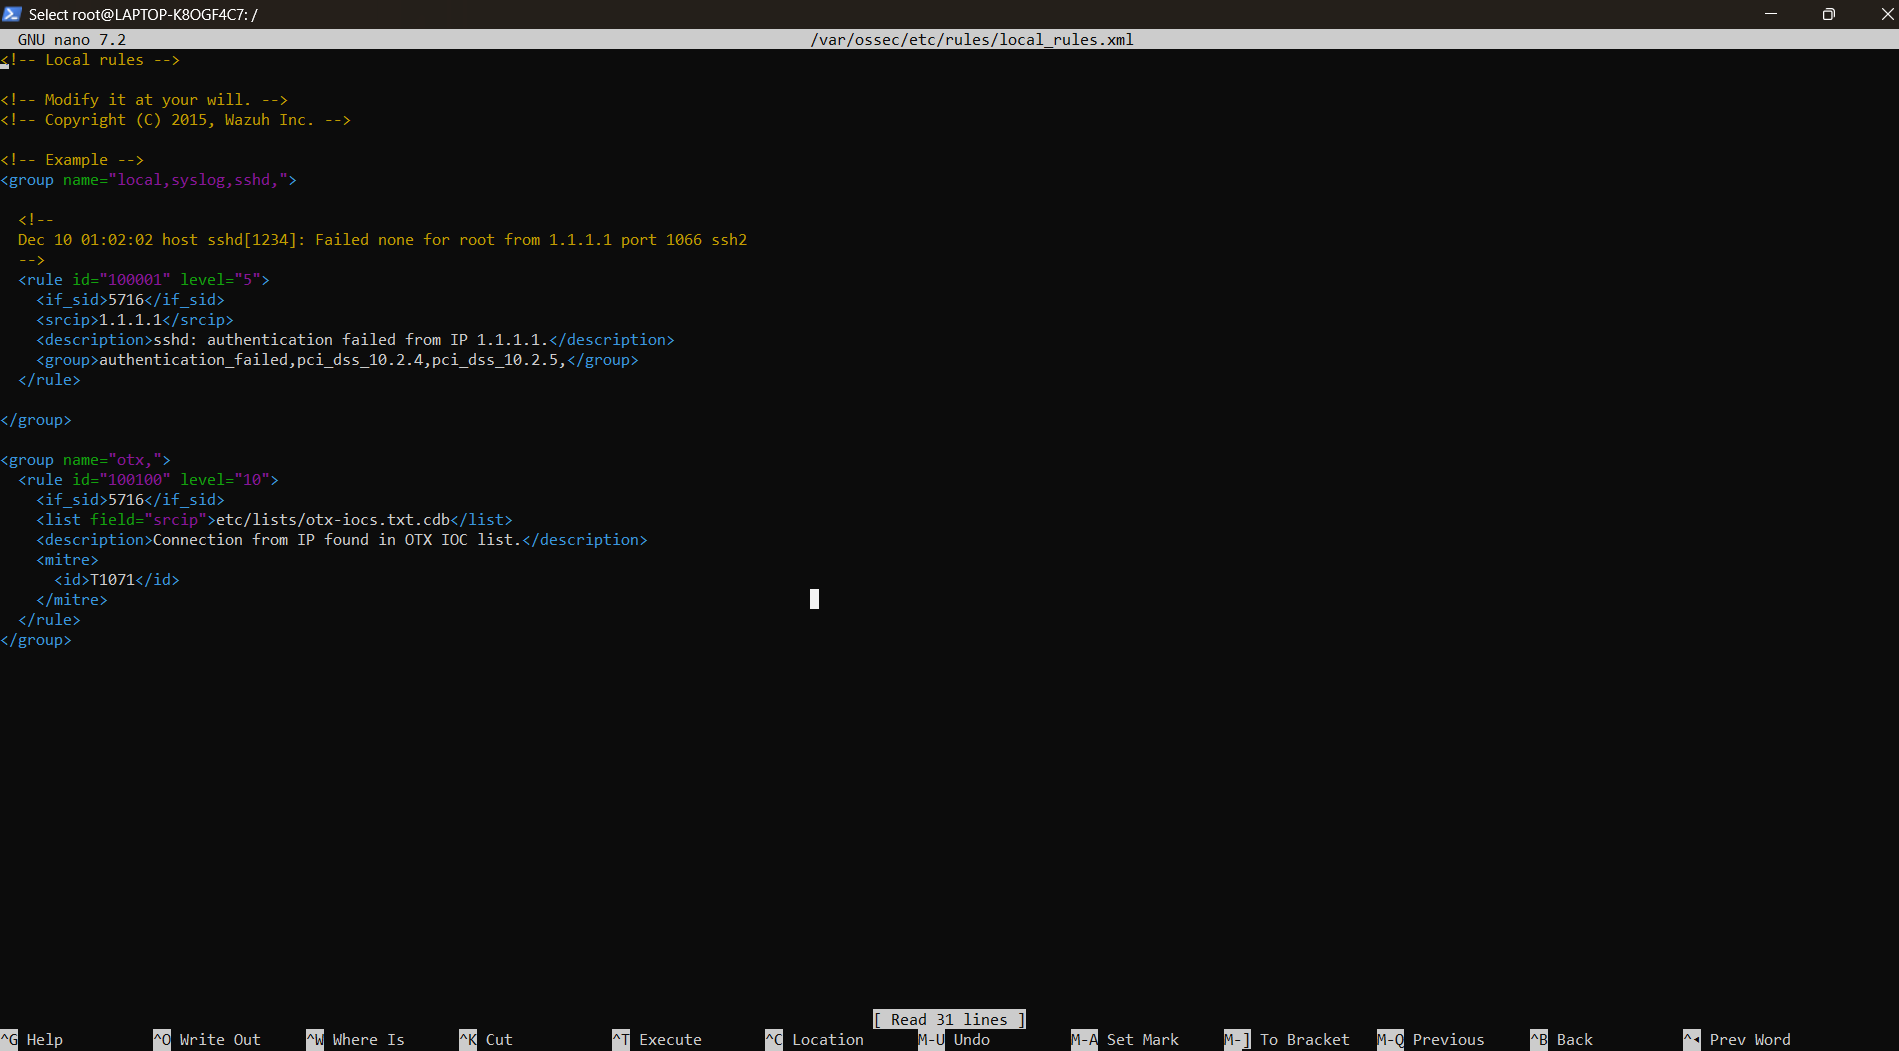 Select root@LAPTOP-K8OGF4C7: /
GNU nano 7.2 /var/ossec/etc/rules/local_rules.xml
<!-- Local rules -->
<!-- Modify it at your will. -->
<!-- Copyright (C) 2015, Wazuh Inc. -->
<!-- Example -->
<group name="local,syslog,sshd,">
<!--
Dec 10 01:02:02 host sshd[1234]: Failed none for root from 1.1.1.1 port 1066 ssh2
-->
<rule id="100001" level="5">
<if_sid>5716</if_sid>
<srcip>1.1.1.1</srcip>
<description>sshd: authentication failed from IP 1.1.1.1.</description>
<group>authentication_failed,pci_dss_10.2.4,pci_dss_10.2.5,</group>
</rule>
</group>
<group name="otx,">
<rule id="100100" level="10">
<if_sid>5716</if_sid>
<list field="srcip">etc/lists/otx-iocs.txt.cdb</list>
<description>Connection from IP found in OTX IOC list.</description>
<mitre>
<id>T1071</id>
</mitre>
</rule>
</group>
[ Read 31 lines ]
^G Help ^O Write Out ^W Where Is ^K Cut ^T Execute ^C Location M-U Undo M-A Set Mark M-] To Bracket M-Q Previous ^B Back ^◂ Prev Word